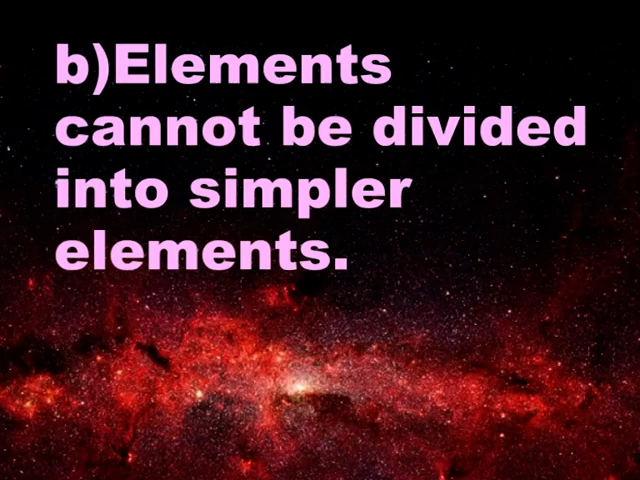 b)Elements
cannot be divided
into simpler
elements.